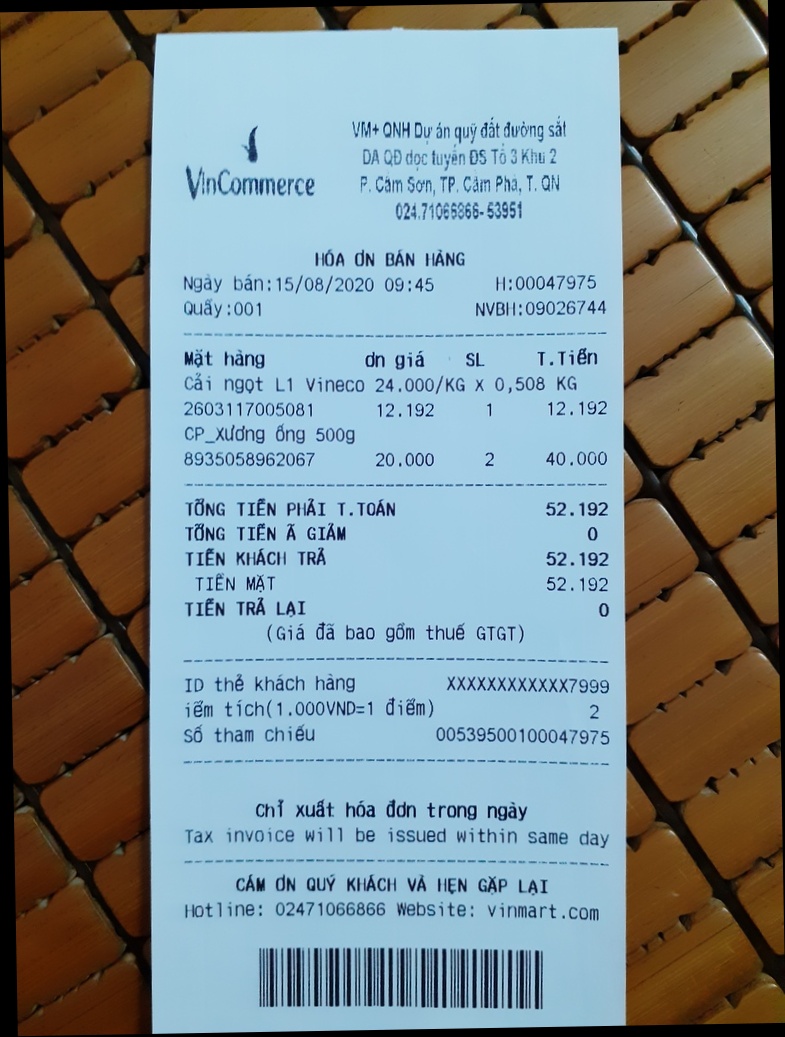 VinCommerce
VM+ QNH Dự án quỹ đất đường sắt
DA QĐ dọc tuyến ĐS Tổ 3 Khu 2
P. Cẩm Sơn, TP. Cẩm Phả, T. QN
024.71066866-53951
HÓA ƠN BÁN HÀNG
Ngày bán:15/08/2020 09:45 H:00047975
Quầy:001 NVBH:09026744
Mặt hàng ơn giá SL T.Tiền
Cải ngọt L1 Vineco 24.000/KG x 0,508 KG
2603117005081 12.192 1 12.192
CP_Xương ống 500g
8935058962067 20.000 2 40.000
TỔNG TIỀN PHẢI T.TOÁN 52.192
TỔNG TIỀN Ã GIẢM 0
TIỀN KHÁCH TRẢ 52.192
TIỀN MẶT 52.192
TIỀN TRẢ LẠI 0
(Giá đã bao gồm thuế GTGT)
ID thẻ khách hàng XXXXXXXXXXXX7999
iểm tích(1.000VND=1 điểm) 2
Số tham chiếu 00539500100047975
Chỉ xuất hóa đơn trong ngày
Tax invoice will be issued within same day
CÁM ƠN QUÝ KHÁCH VÀ HẸN GẶP LẠI
Hotline: 02471066866 Website: vinmart.com